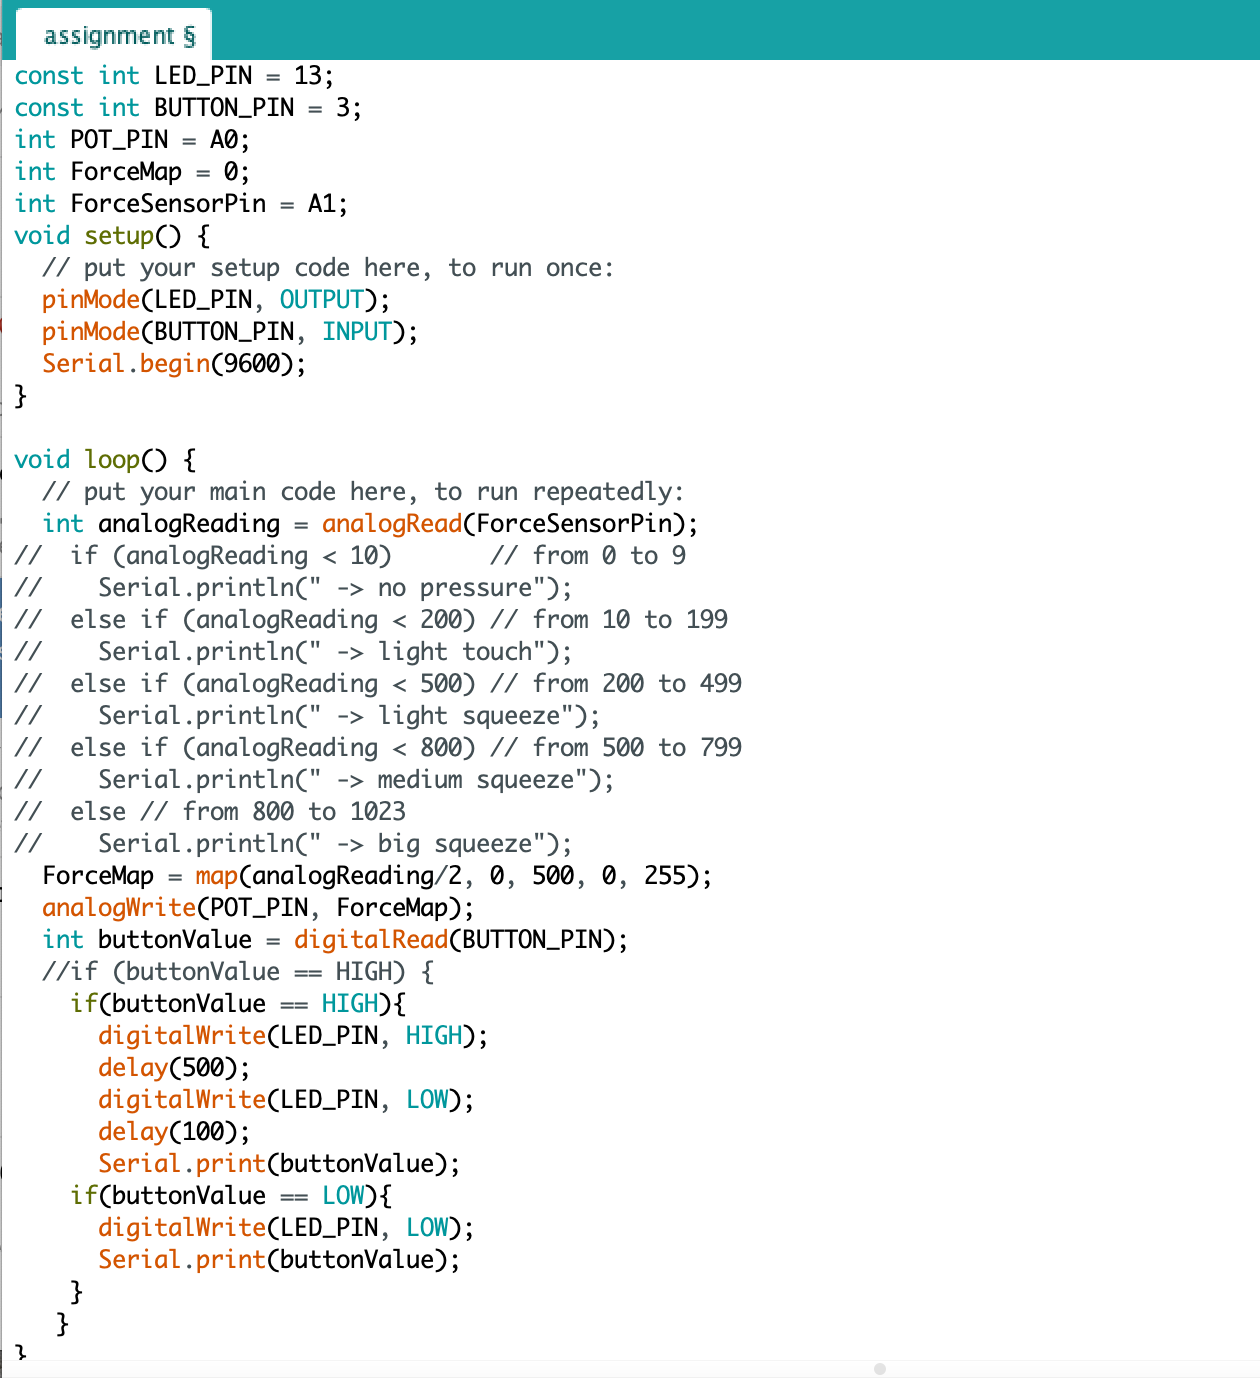 assignment §
const int LED_PIN = 13;
const int BUTTON_PIN = 3;
int POT_PIN = A0;
int ForceMap = 0;
int ForceSensorPin = A1;
void setup() {
  // put your setup code here, to run once:
  pinMode(LED_PIN, OUTPUT);
  pinMode(BUTTON_PIN, INPUT);
  Serial.begin(9600);
}

void loop() {
  // put your main code here, to run repeatedly:
  int analogReading = analogRead(ForceSensorPin);
//  if (analogReading < 10)       // from 0 to 9
//    Serial.println(" -> no pressure");
//  else if (analogReading < 200) // from 10 to 199
//    Serial.println(" -> light touch");
//  else if (analogReading < 500) // from 200 to 499
//    Serial.println(" -> light squeeze");
//  else if (analogReading < 800) // from 500 to 799
//    Serial.println(" -> medium squeeze");
//  else // from 800 to 1023
//    Serial.println(" -> big squeeze");
  ForceMap = map(analogReading/2, 0, 500, 0, 255);
  analogWrite(POT_PIN, ForceMap);
  int buttonValue = digitalRead(BUTTON_PIN);
  //if (buttonValue == HIGH) {
    if(buttonValue == HIGH){
      digitalWrite(LED_PIN, HIGH);
      delay(500);
      digitalWrite(LED_PIN, LOW);
      delay(100);
      Serial.print(buttonValue);
    if(buttonValue == LOW){
      digitalWrite(LED_PIN, LOW);
      Serial.print(buttonValue);
    }
   }
}